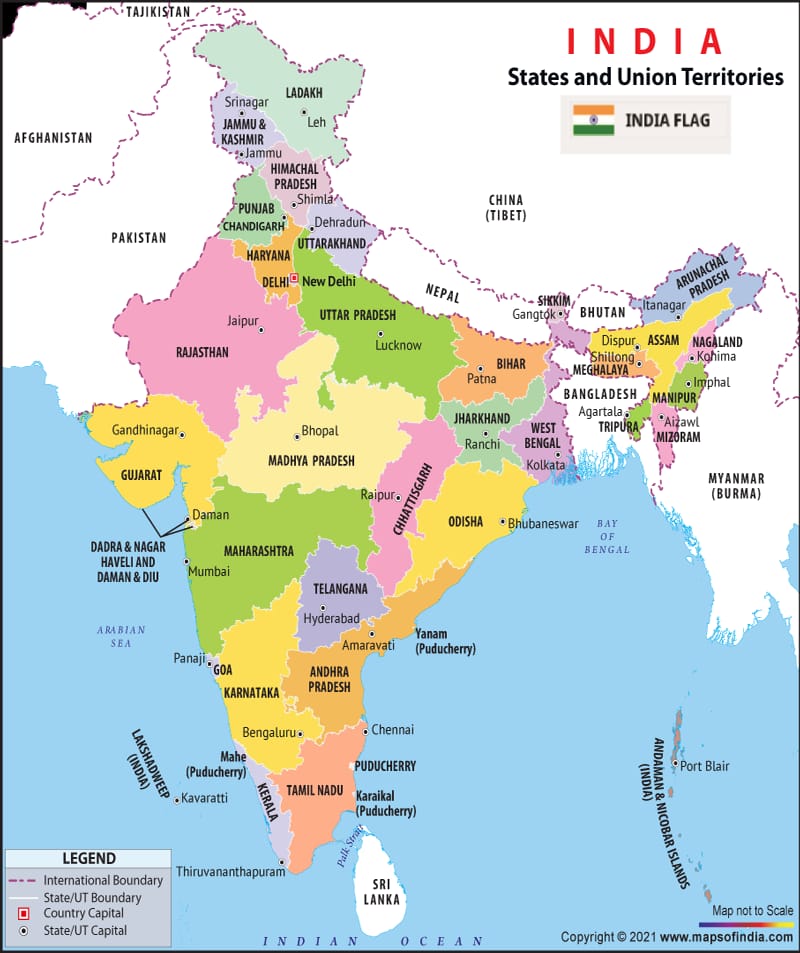 TAJIKISTAN
INDIA
States and Union Territories
INDIA FLAG
LADAKH
Srinagar
Leh
JAMMU &
KASHMIR
Jammu
AFGHANISTAN
HIMACHAL
PRADESH
Shimla
CHINA
(TIBET)
PUNJAB
CHANDIGARH
Dehradun
UTTARAKHAND
PAKISTAN
HARYANA
DELHI
New Delhi
NEPAL
ARUNACHAL
PRADESH
Itanagar
SIKKIM
Gangtok
BHUTAN
UTTAR PRADESH
Lucknow
Jaipur
RAJASTHAN
BIHAR
Patna
Dispur
ASSAM
NAGALAND
Kohima
Shillong
MEGHALAYA
Imphal
MANIPUR
BANGLADESH
Agartala
TRIPURA
Aizawl
MIZORAM
JHARKHAND
Ranchi
WEST
BENGAL
Kolkata
MYANMAR
(BURMA)
Gandhinagar
GUJARAT
Bhopal
MADHYA PRADESH
Raipur
CHHATTISGARH
ODISHA
Bhubaneswar
BAY
OF
BENGAL
Daman
DADRA & NAGAR
HAVELI AND
DAMAN & DIU
MAHARASHTRA
Mumbai
TELANGANA
Hyderabad
ARABIAN
SEA
Amaravati
Yanam
(Puducherry)
Panaji
GOA
KARNATAKA
ANDHRA
PRADESH
Bengaluru
Chennai
LAKSHADWEEP
(INDIA)
Kavaratti
Mahe
(Puducherry)
PUDUCHERRY
KERALA
TAMIL NADU
Karaikal
(Puducherry)
Port Blair
ANDAMAN & NICOBAR ISLANDS
(INDIA)
Palk Strait
Thiruvananthapuram
SRI
LANKA
LEGEND
International Boundary
State/UT Boundary
Country Capital
State/UT Capital
INDIAN OCEAN
Map not to Scale
Copyright © 2021 www.mapsofindia.com